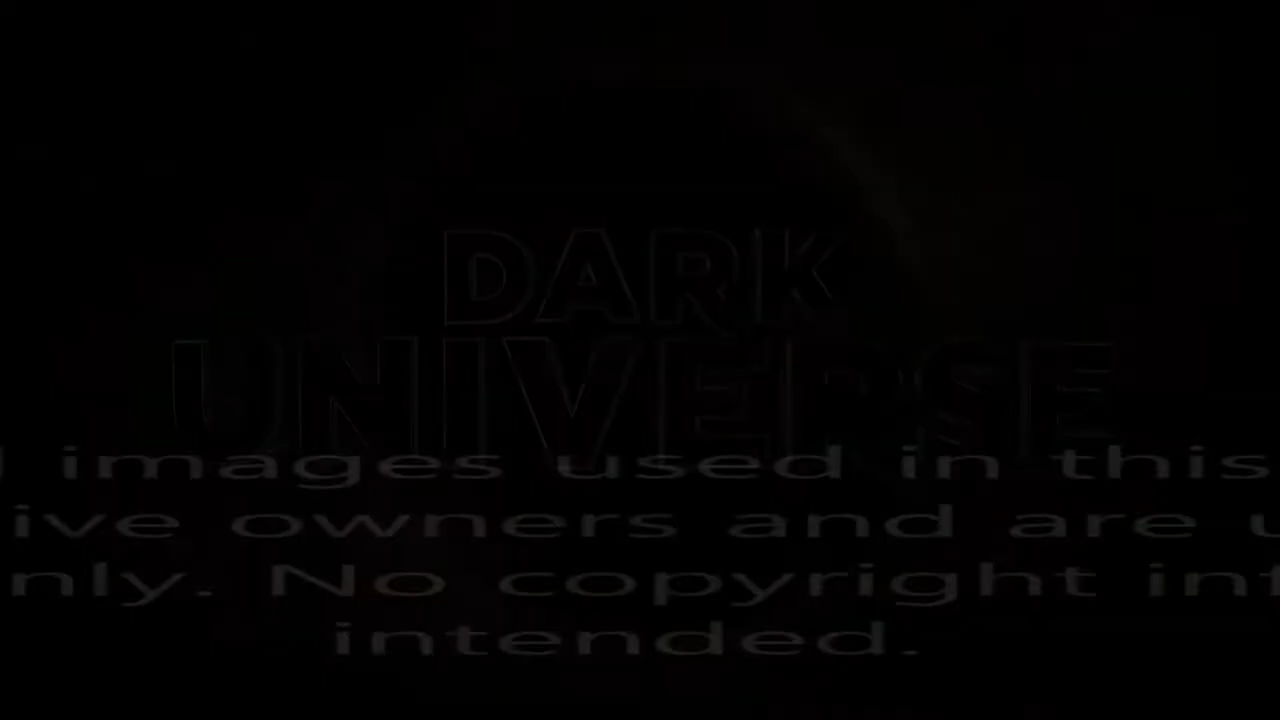 DARK
UNIVERSE
images used in this
ive owners and are u
nly. No copyright inf
intended.